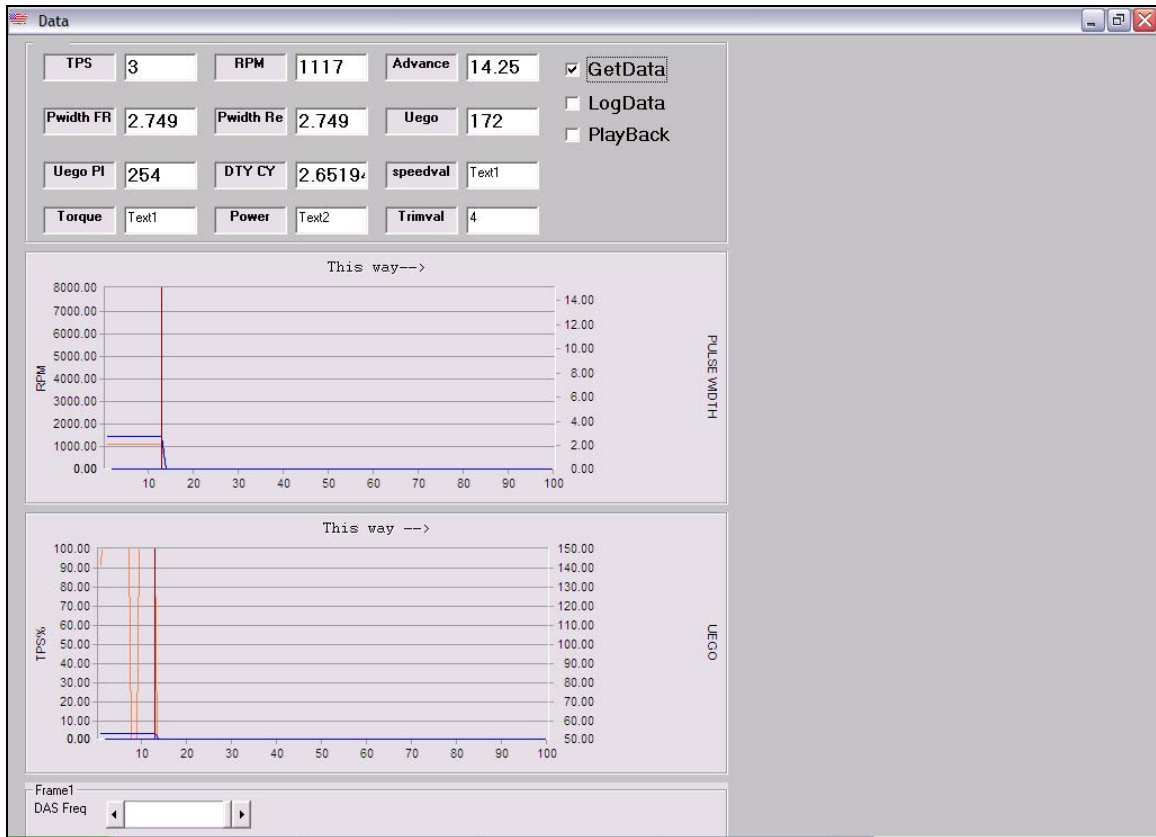 Data
TPS 3 RPM 1117 Advance 14.25 GetData
LogData
Pwidth FR 2.749 Pwidth Re 2.749 Uego 172
PlayBack
Uego Pl 254 DTY CY 2.65194 speedval Text1
Torque Text1 Power Text2 Trimval 4
This way-->
8000.00
7000.00 14.00
6000.00 12.00
5000.00 10.00
4000.00 8.00
3000.00 6.00
2000.00 4.00
1000.00 2.00
0.00 0.00
RPM
PULSE WIDTH
10 20 30 40 50 60 70 80 90 100
This way -->
100.00 150.00
90.00 140.00
80.00 130.00
70.00 120.00
60.00 110.00
50.00 100.00
40.00 90.00
30.00 80.00
20.00 70.00
10.00 60.00
0.00 50.00
TPS%
UEGO
10 20 30 40 50 60 70 80 90 100
Frame1
DAS Freq